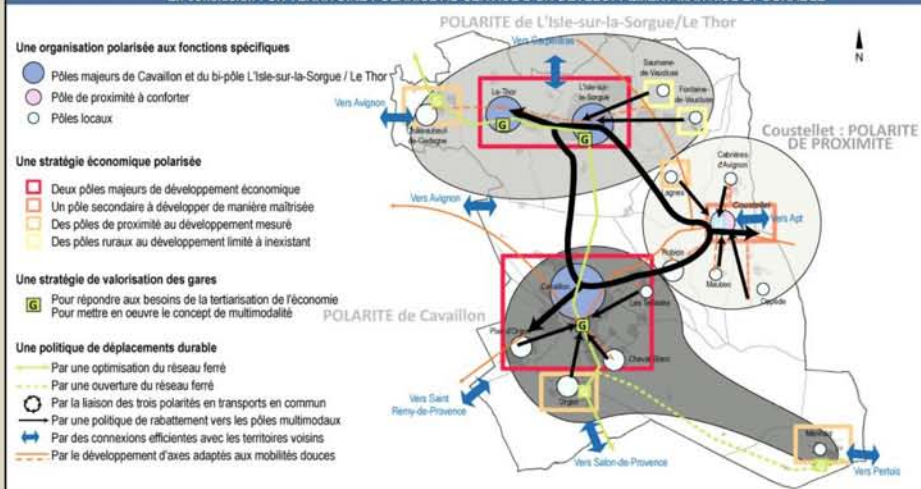 POLARITE de L'Isle-sur-la-Sorgue/Le Thor
Une organisation polarisée aux fonctions spécifiques
Pôles majeurs de Cavaillon et du bi-pôle L'Isle-sur-la-Sorgue / Le Thor
Pôle de proximité à conforter
Pôles locaux
Une stratégie économique polarisée
Deux pôles majeurs de développement économique
Un pôle secondaire à développer de manière maîtrisée
Des pôles de proximité au développement mesuré
Des pôles ruraux au développement limité à inexistant
Une stratégie de valorisation des gares
G
Pour répondre aux besoins de la tertiarisation de l'économie
Pour mettre en oeuvre le concept de multimodalité
Une politique de déplacements durable
Par une optimisation du réseau ferré
Par une ouverture du réseau ferré
Par la liaison des trois polarités en transports en commun
Par une politique de rabattement vers les pôles multimodaux
Par des connexions efficientes avec les territoires voisins
Par le développement d'axes adaptés aux mobilités douces
N
Vers Carpentras
Saumane-
de-Vaucluse
Fontaine-
de-Vaucluse
Le Thor
L'Isle-sur-
la-Sorgue
Vers Avignon
Châteauneuf-
de-Gadagne
G
G
Coustellet : POLARITE
DE PROXIMITE
Cabrières
d'Avignon
Lagnes
Coustellet
Vers Apt
Vers Avignon
Robion
Maubec
Oppède
Cavaillon
Les Taillades
POLARITE de Cavaillon
G
Plan d'Orgon
Cheval-Blanc
Orgon
Vers Saint
Rémy-de-Provence
Vers Salon-de-Provence
Mérindol
Vers Pertuis